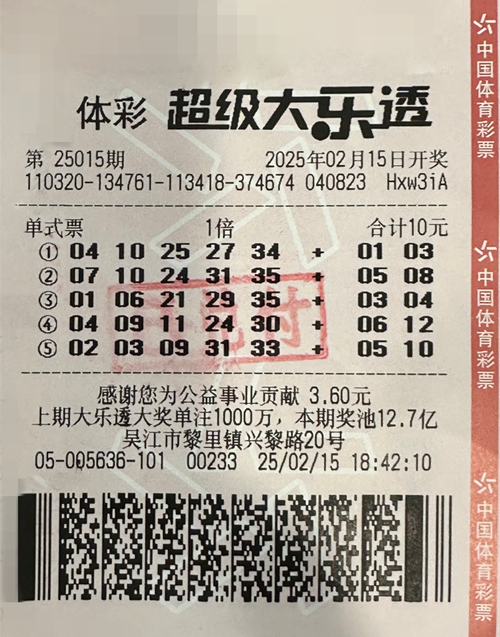 体彩 超级大乐透
第 25015期 2025年02月15日开奖
110320-134761-113418-374674 040823 Hxw3iA
单式票 1倍 合计10元
① 04 10 25 27 34 + 01 03
② 07 10 24 31 35 + 05 08
③ 01 06 21 29 35 + 03 04
④ 04 09 11 24 30 + 06 12
⑤ 02 03 09 31 33 + 05 10
已兑付
感谢您为公益事业贡献 3.60元
上期大乐透大奖单注1000万，本期奖池12.7亿
吴江市黎里镇兴黎路20号
05-005636-101 00233 25/02/15 18:42:10
中国体育彩票
中国体育彩票
中国体育彩票